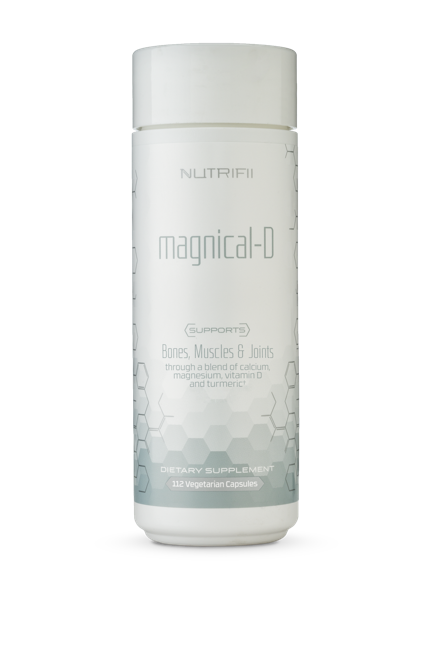 NUTRIFII
magnical-D
SUPPORTS
Bones, Muscles & Joints
through a blend of calcium,
magnesium, vitamin D
and turmeric†
DIETARY SUPPLEMENT
112 Vegetarian Capsules